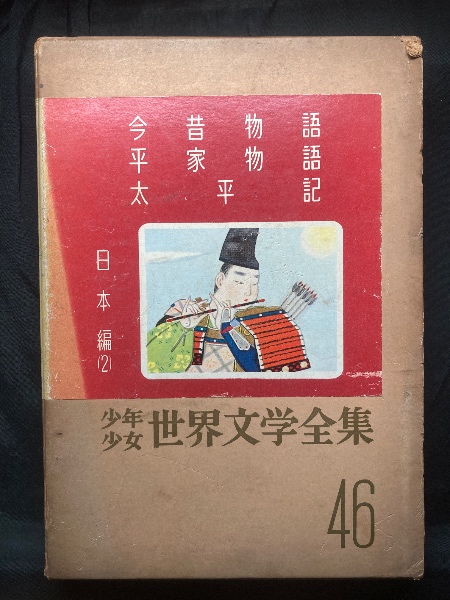 今昔物語
平家物語
太平記
日本編(2)
少年少女 世界文学全集
46